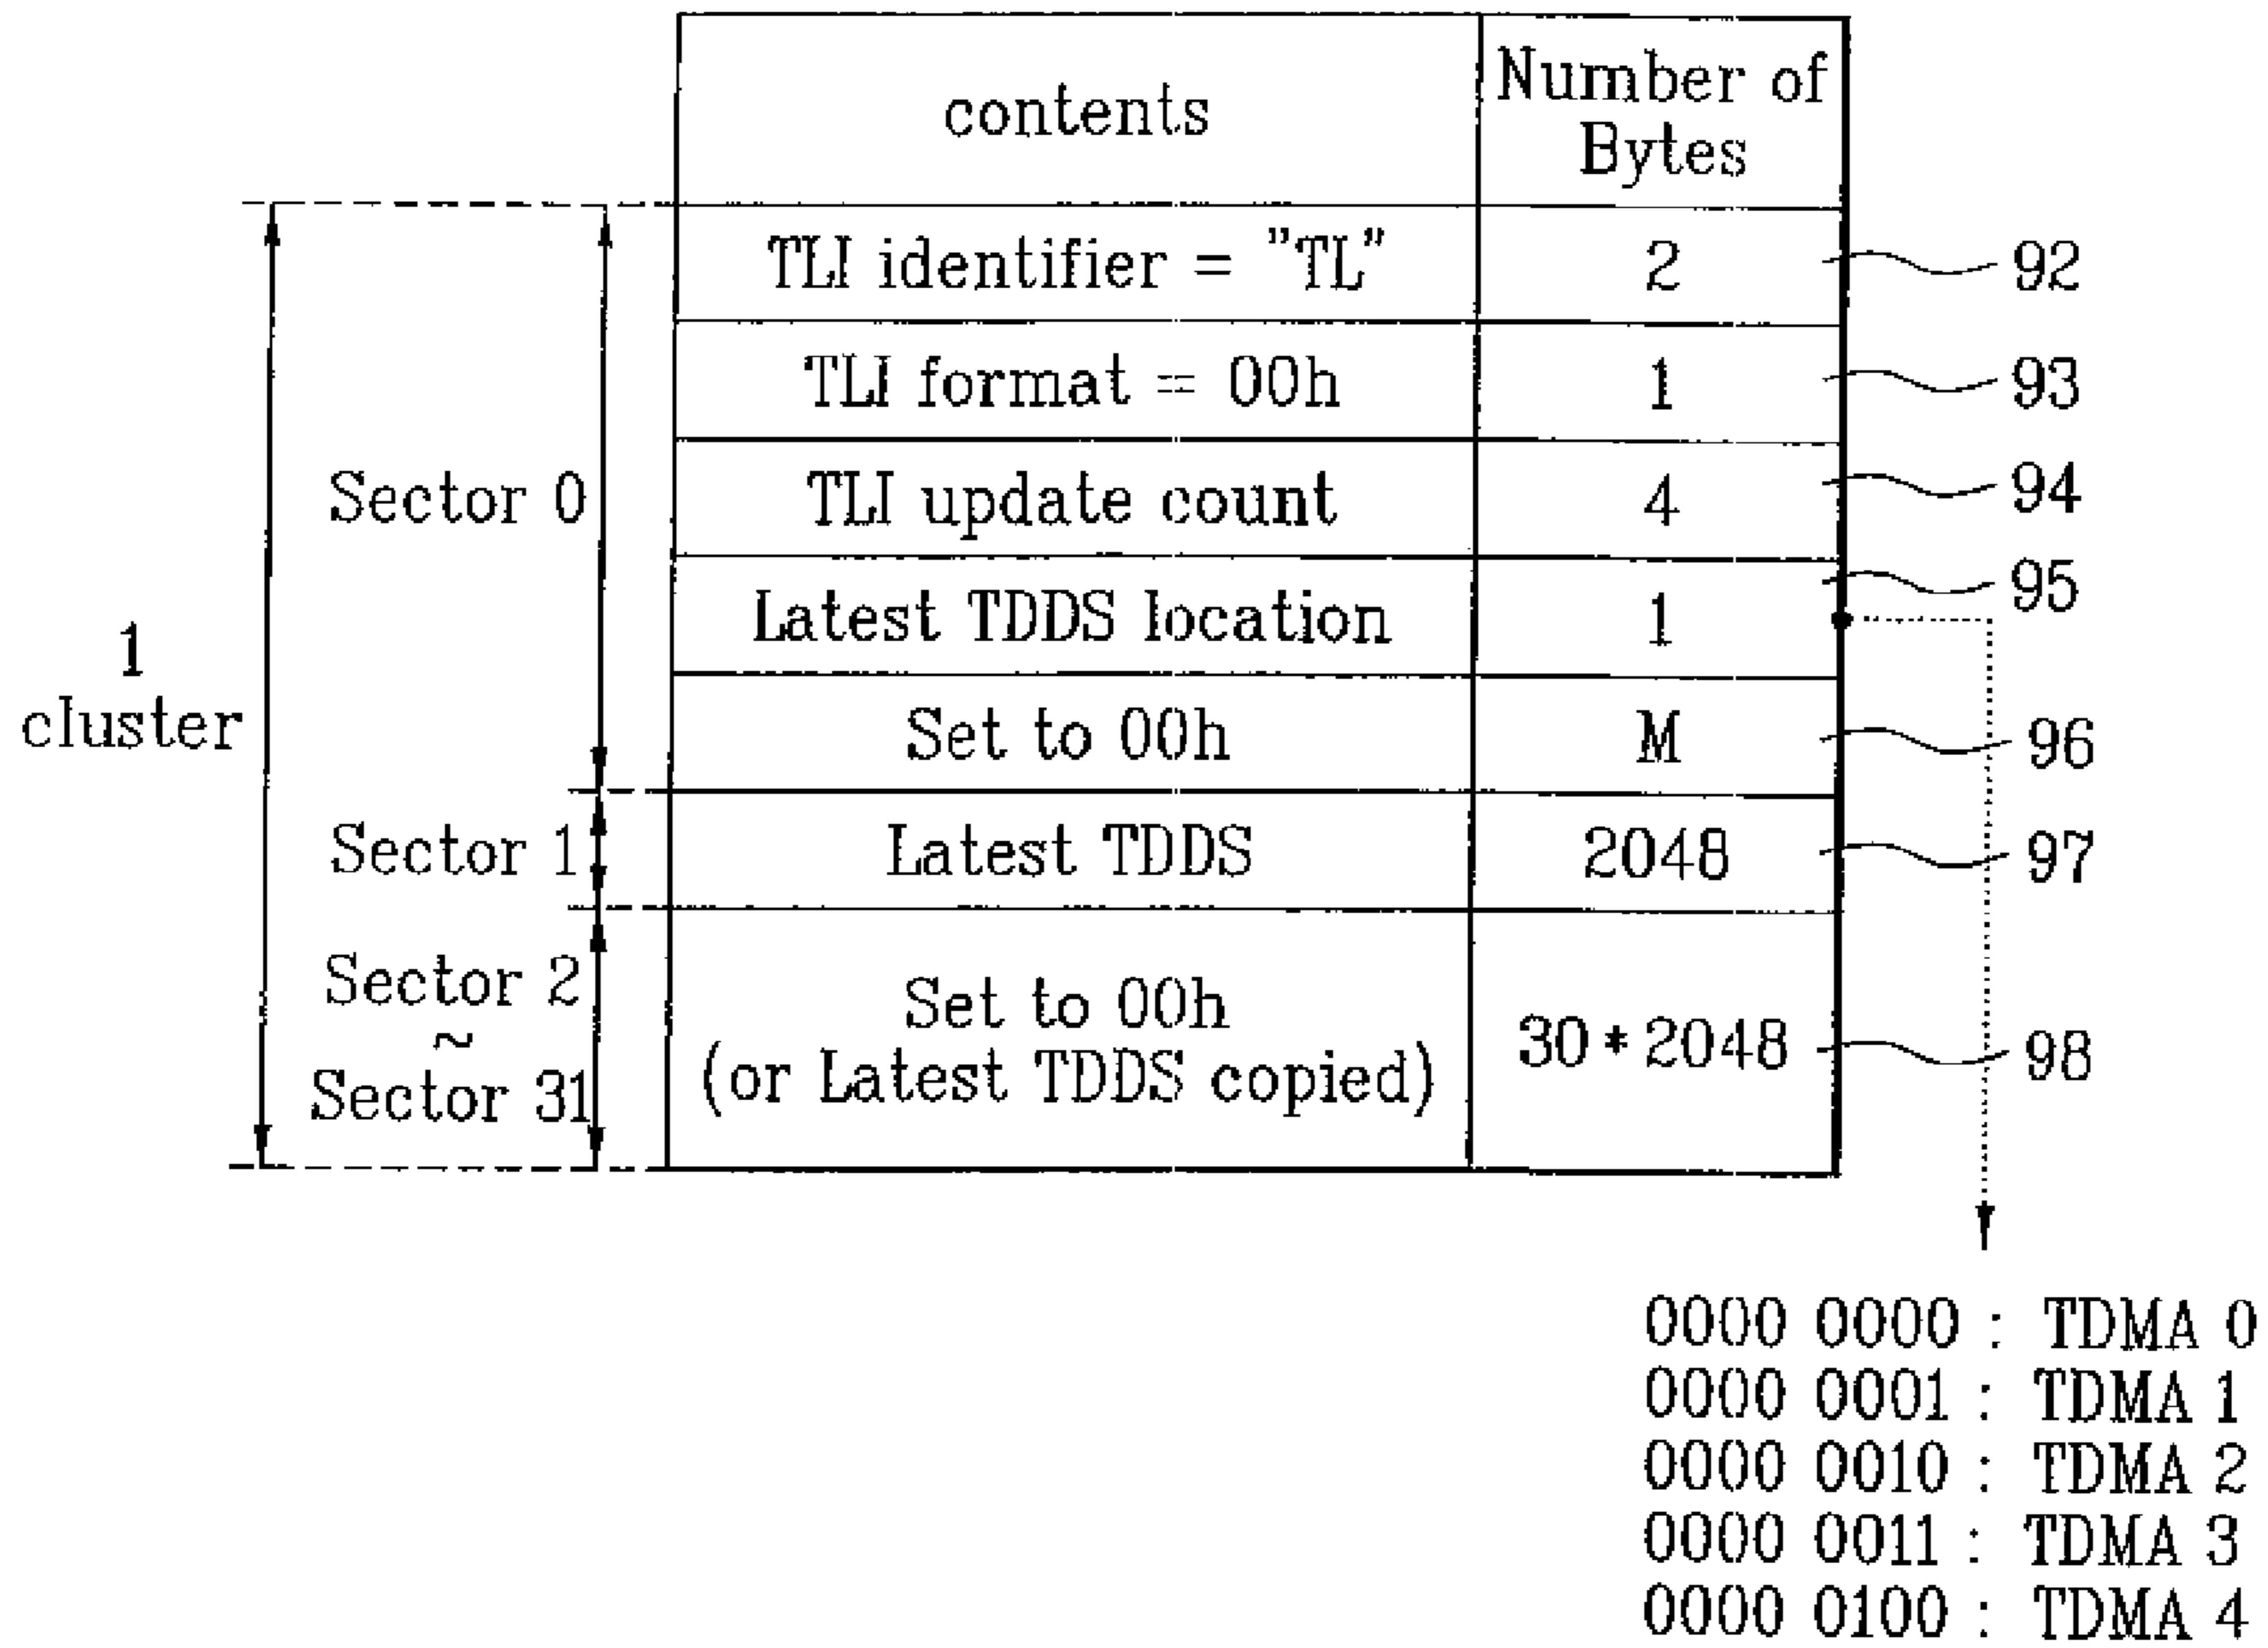 contents
Number of
Bytes
TLI identifier = "TL"
2
92
TLI format = 00h
1
93
Sector 0
TLI update count
4
94
Latest TDDS location
1
95
1
cluster
Set to 00h
M
96
Sector 1
Latest TDDS
2048
97
Sector 2
~
Sector 31
Set to 00h
(or Latest TDDS copied)
30 * 2048
98
0000 0000 : TDMA 0
0000 0001 : TDMA 1
0000 0010 : TDMA 2
0000 0011 : TDMA 3
0000 0100 : TDMA 4